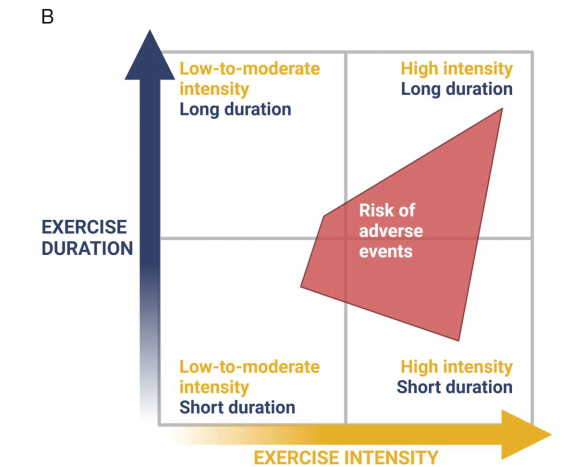 B
Low-to-moderate
intensity
Long duration
High intensity
Long duration
Risk of
adverse
events
EXERCISE
DURATION
Low-to-moderate
intensity
Short duration
High intensity
Short duration
EXERCISE INTENSITY